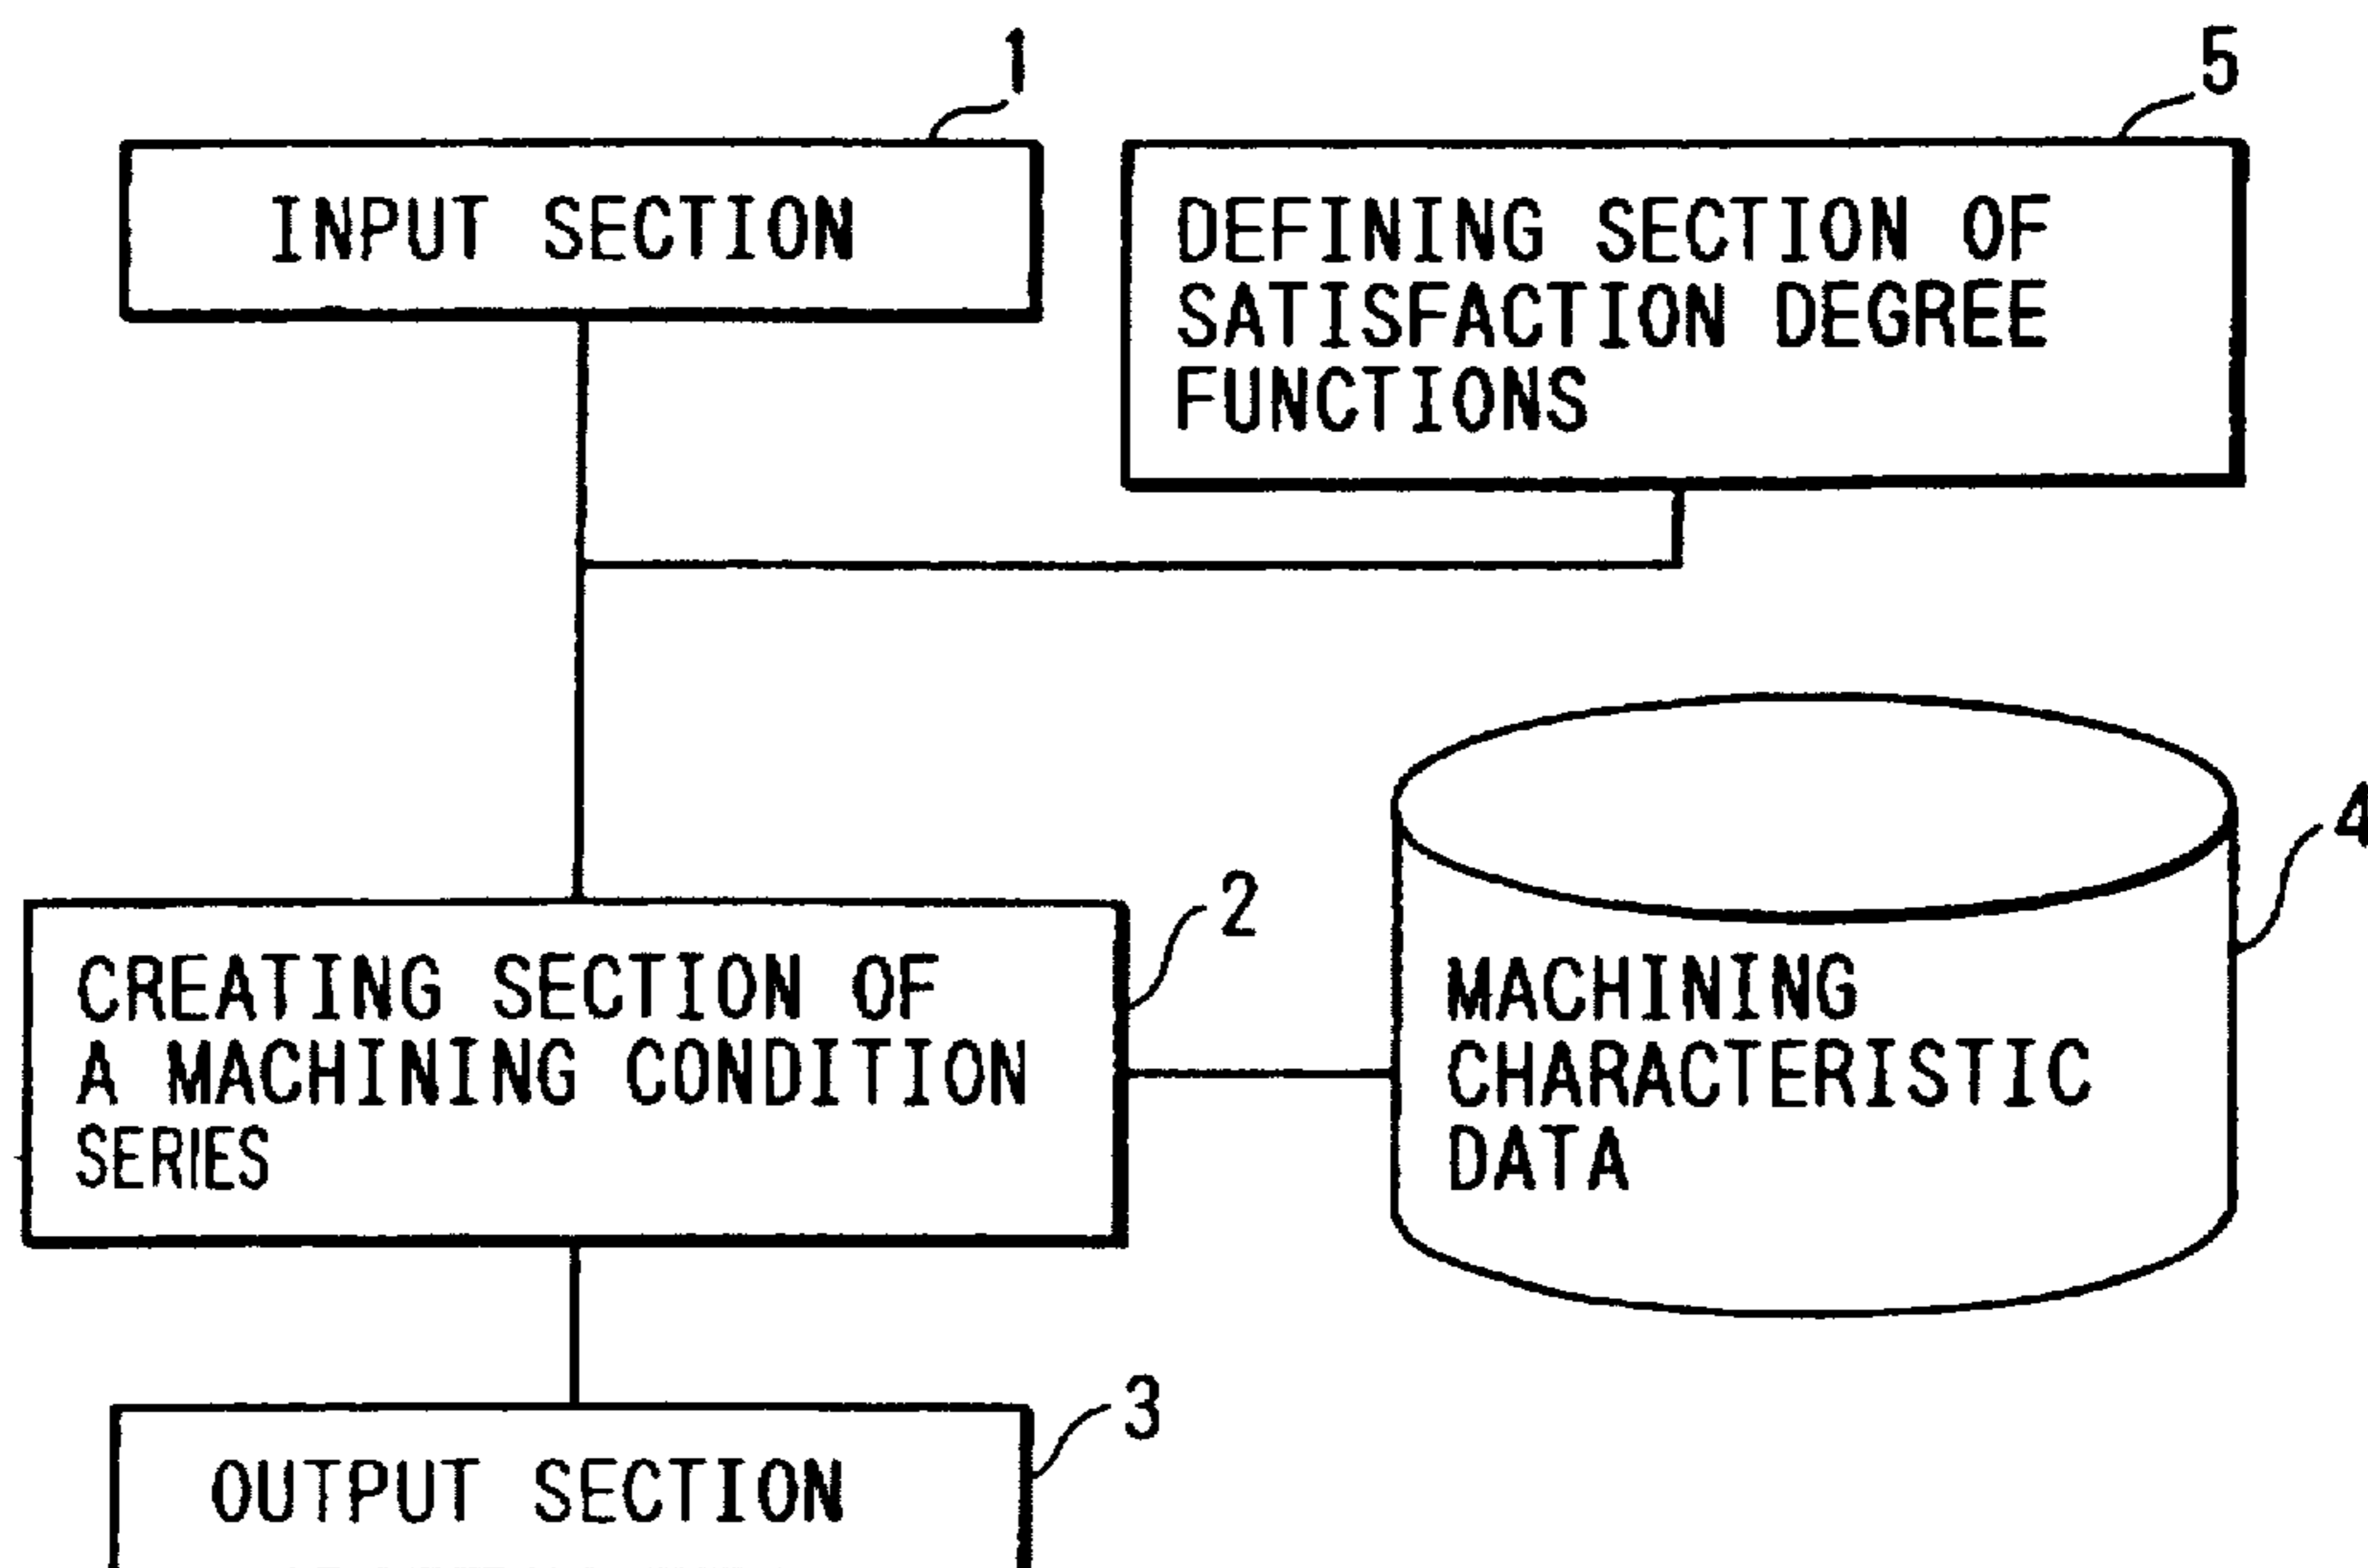 1
INPUT SECTION
5
DEFINING SECTION OF
SATISFACTION DEGREE
FUNCTIONS
2
CREATING SECTION OF
A MACHINING CONDITION
SERIES
4
MACHINING
CHARACTERISTIC
DATA
3
OUTPUT SECTION